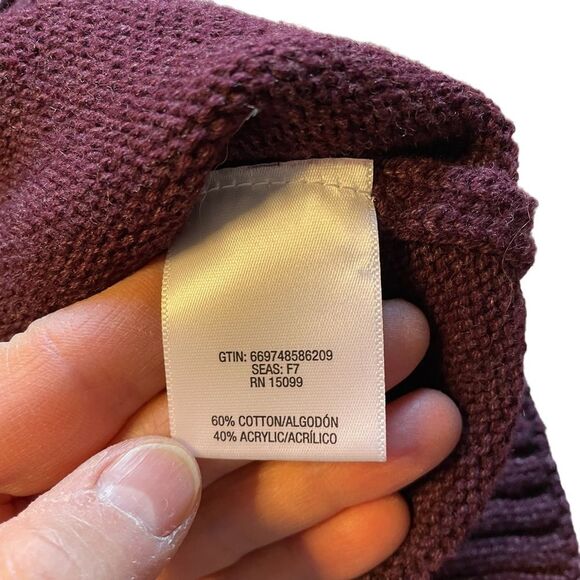 GTIN: 669748586209
SEAS: F7
RN 15099
60% COTTON/ALGODÓN
40% ACRYLIC/ACRÍLICO